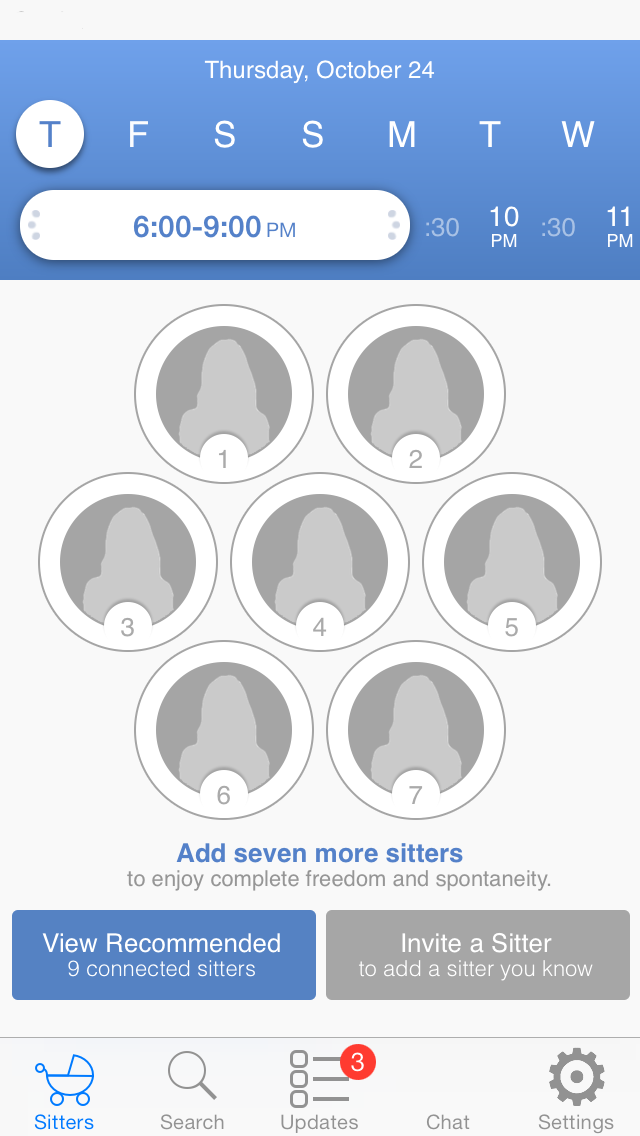 Thursday, October 24
T F S S M T W
6:00-9:00 PM :30 10 PM :30 11 PM
1 2
3 4 5
6 7
Add seven more sitters
to enjoy complete freedom and spontaneity.
View Recommended
9 connected sitters
Invite a Sitter
to add a sitter you know
3
Sitters Search Updates Chat Settings